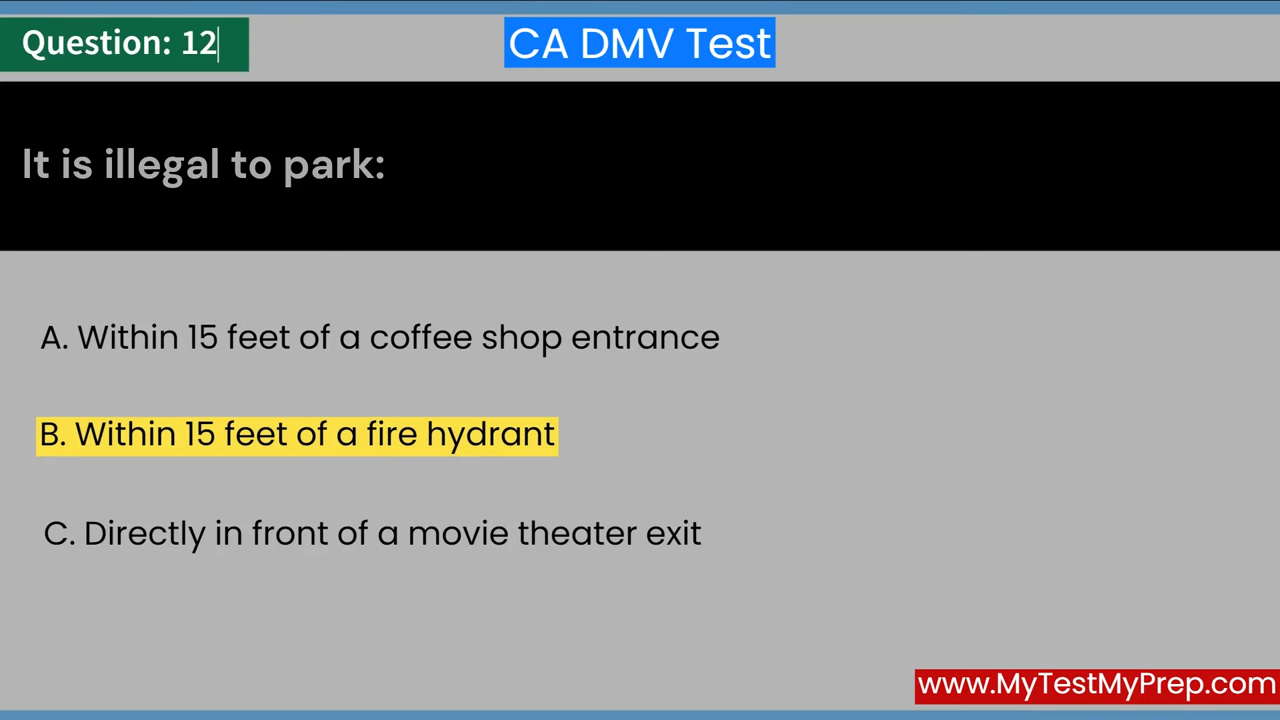 Question: 12
CA DMV Test
It is illegal to park:
A. Within 15 feet of a coffee shop entrance
B. Within 15 feet of a fire hydrant
C. Directly in front of a movie theater exit
www.MyTestMyPrep.com